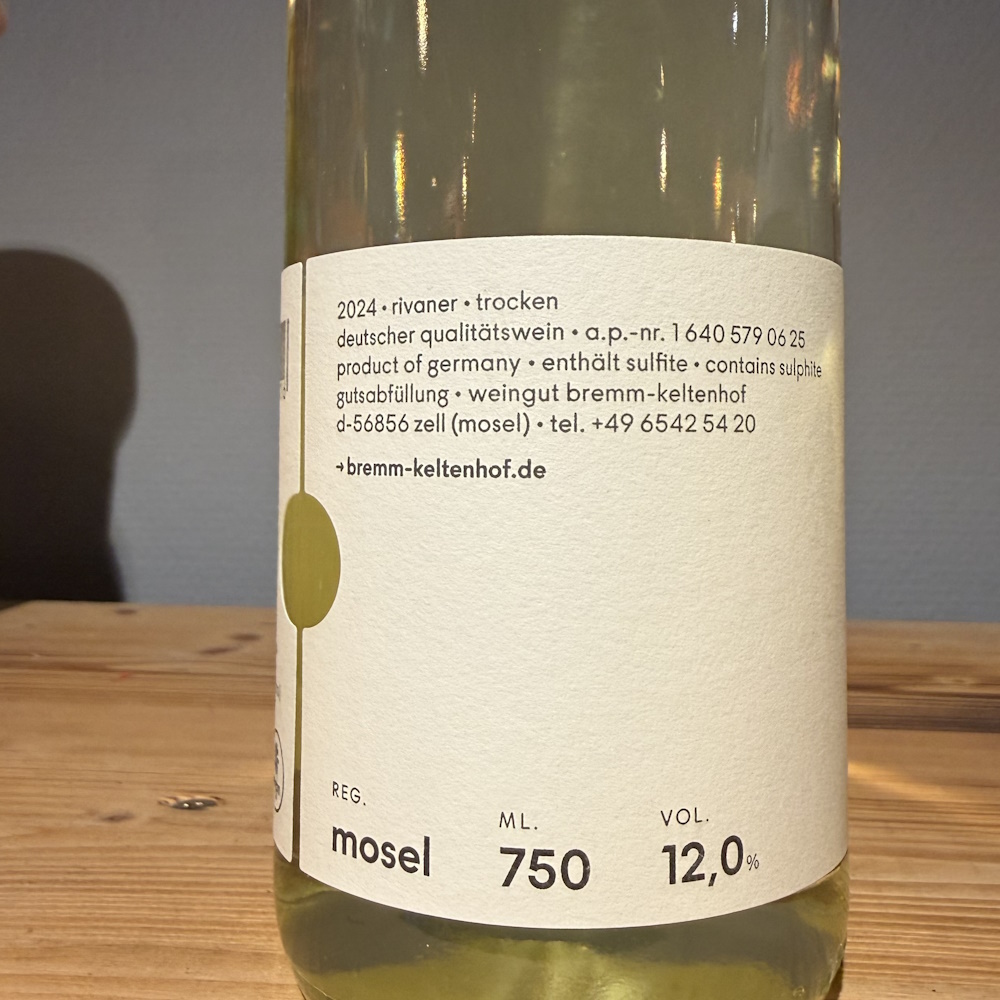 2024 • rivaner • trocken
deutscher qualitätswein • a.p.-nr. 1 640 579 06 25
product of germany • enthält sulfite • contains sulphite
gutsabfüllung • weingut bremm-keltenhof
d-56856 zell (mosel) • tel. +49 6542 54 20
→bremm-keltenhof.de
REG.
mosel
ML.
750
VOL.
12,0%